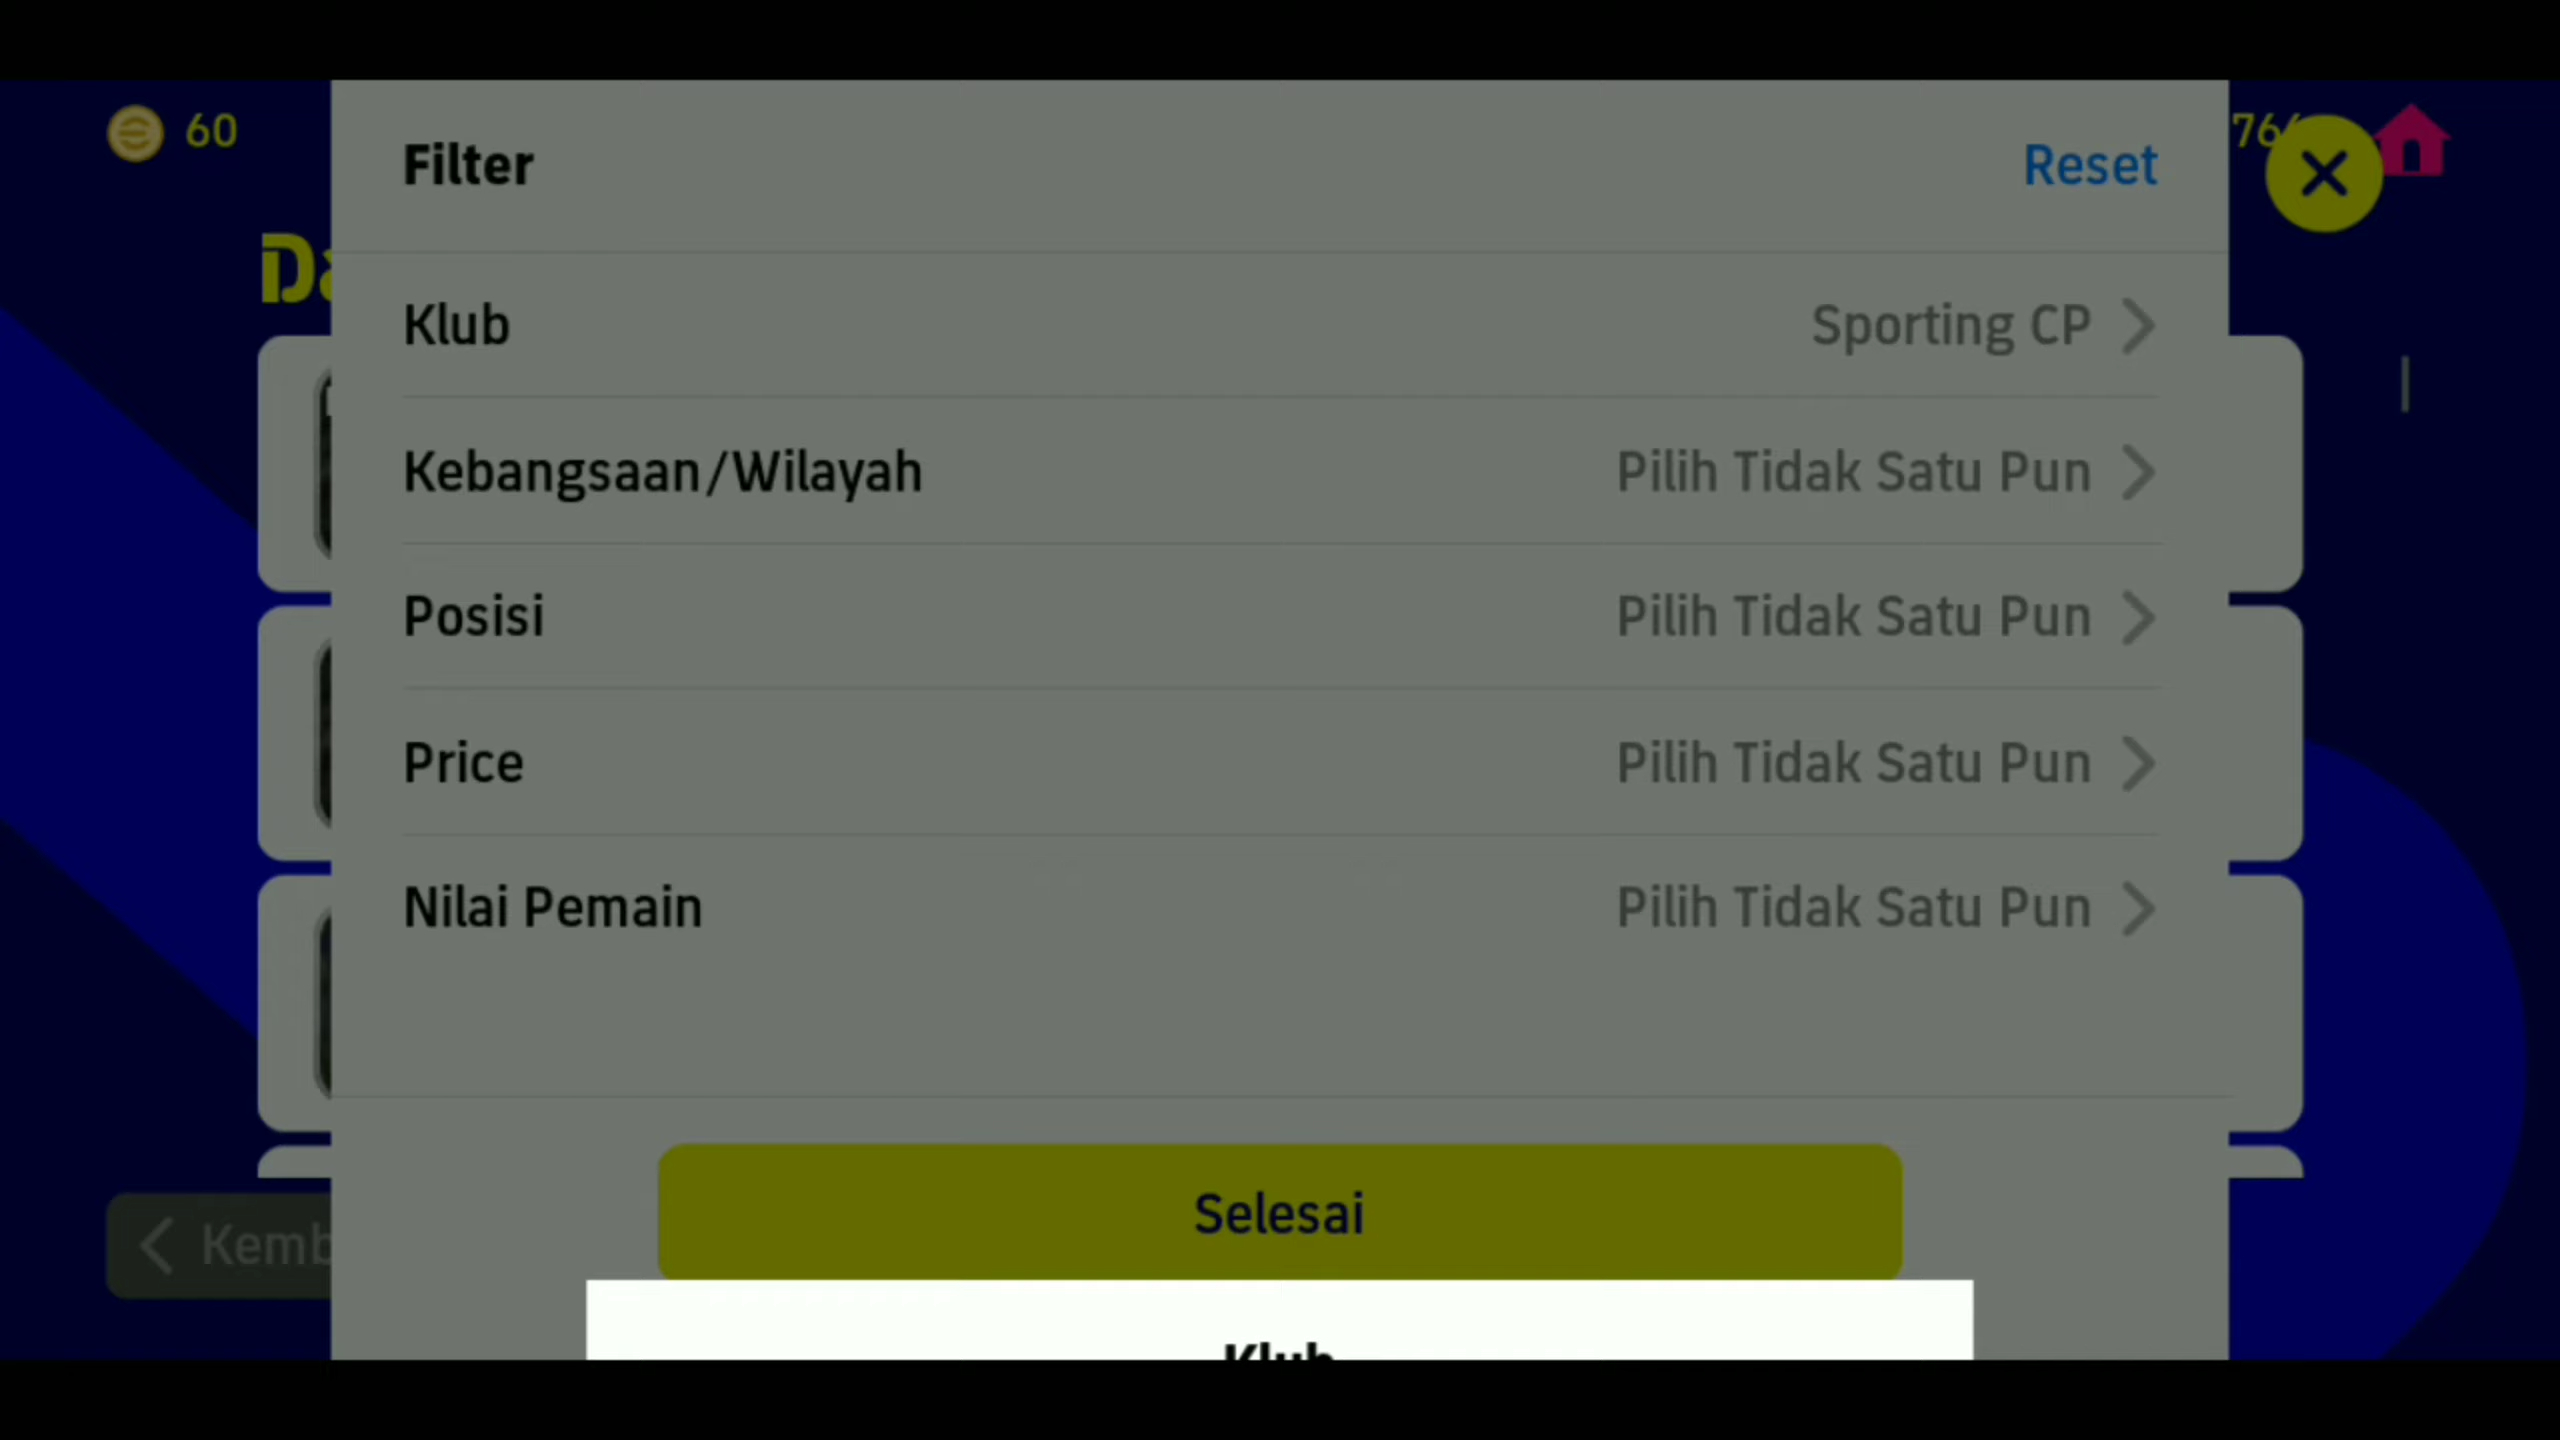 60
Filter
Reset
Klub
Sporting CP
Kebangsaan/Wilayah
Pilih Tidak Satu Pun
Posisi
Pilih Tidak Satu Pun
Price
Pilih Tidak Satu Pun
Nilai Pemain
Pilih Tidak Satu Pun
Selesai
Klub